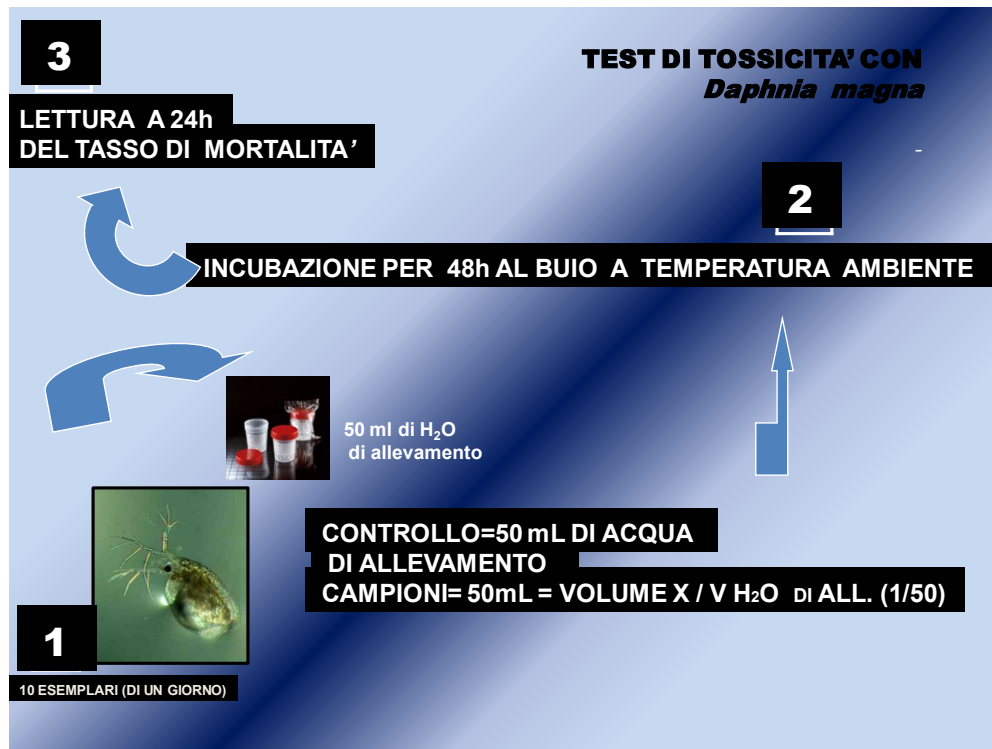 TEST DI TOSSICITA' CON
Daphnia magna
-
3
LETTURA A 24h
DEL TASSO DI MORTALITA'
2
INCUBAZIONE PER 48h AL BUIO A TEMPERATURA AMBIENTE
50 ml di H₂O
di allevamento
CONTROLLO=50 mL DI ACQUA
DI ALLEVAMENTO
CAMPIONI= 50mL = VOLUME X / V H₂O DI ALL. (1/50)
1
10 ESEMPLARI (DI UN GIORNO)